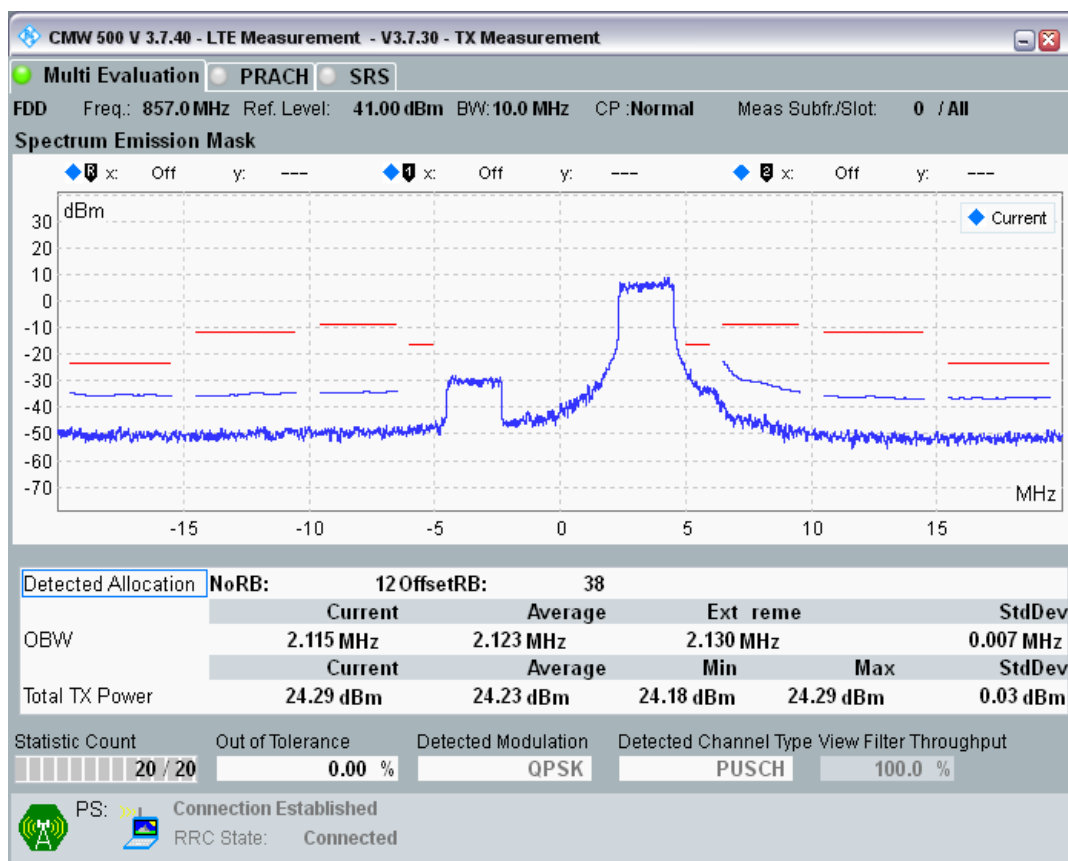 CMW 500 V 3.7.40 - LTE Measurement - V3.7.30 - TX Measurement
Multi Evaluation PRACH SRS
FDD Freq.: 857.0 MHz Ref. Level: 41.00 dBm BW: 10.0 MHz CP :Normal Meas Subfr./Slot: 0 / All
Spectrum Emission Mask
R x: Off y: --- 1 x: Off y: --- 2 x: Off y: ---
dBm
Current
30
20
10
0
-10
-20
-30
-40
-50
-60
-70
MHz
-15 -10 -5 0 5 10 15
Detected Allocation NoRB: 12 OffsetRB: 38
Current Average Ext reme StdDev
OBW 2.115 MHz 2.123 MHz 2.130 MHz 0.007 MHz
Current Average Min Max StdDev
Total TX Power 24.29 dBm 24.23 dBm 24.18 dBm 24.29 dBm 0.03 dBm
Statistic Count Out of Tolerance Detected Modulation Detected Channel Type View Filter Throughput
20 / 20 0.00 % QPSK PUSCH 100.0 %
PS: Connection Established
RRC State: Connected